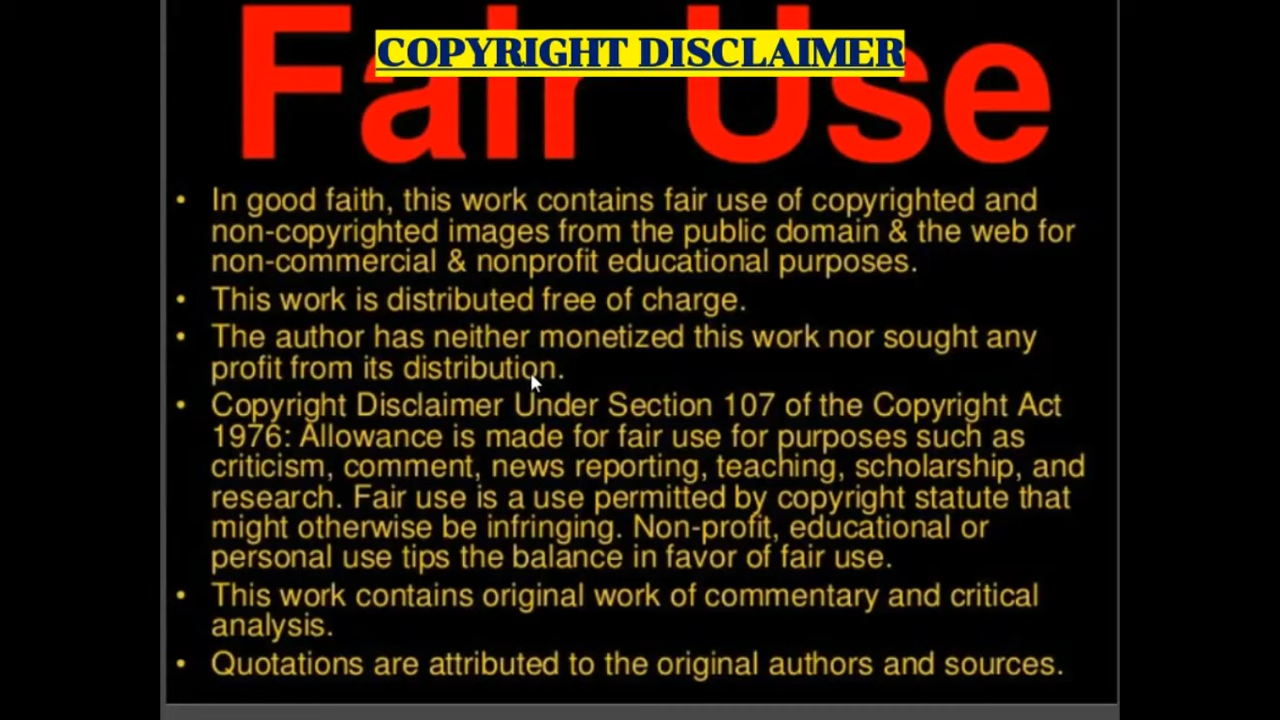 COPYRIGHT DISCLAIMER
Fair Use
• In good faith, this work contains fair use of copyrighted and
non-copyrighted images from the public domain & the web for
non-commercial & nonprofit educational purposes.
• This work is distributed free of charge.
• The author has neither monetized this work nor sought any
profit from its distribution.
• Copyright Disclaimer Under Section 107 of the Copyright Act
1976: Allowance is made for fair use for purposes such as
criticism, comment, news reporting, teaching, scholarship, and
research. Fair use is a use permitted by copyright statute that
might otherwise be infringing. Non-profit, educational or
personal use tips the balance in favor of fair use.
• This work contains original work of commentary and critical
analysis.
• Quotations are attributed to the original authors and sources.